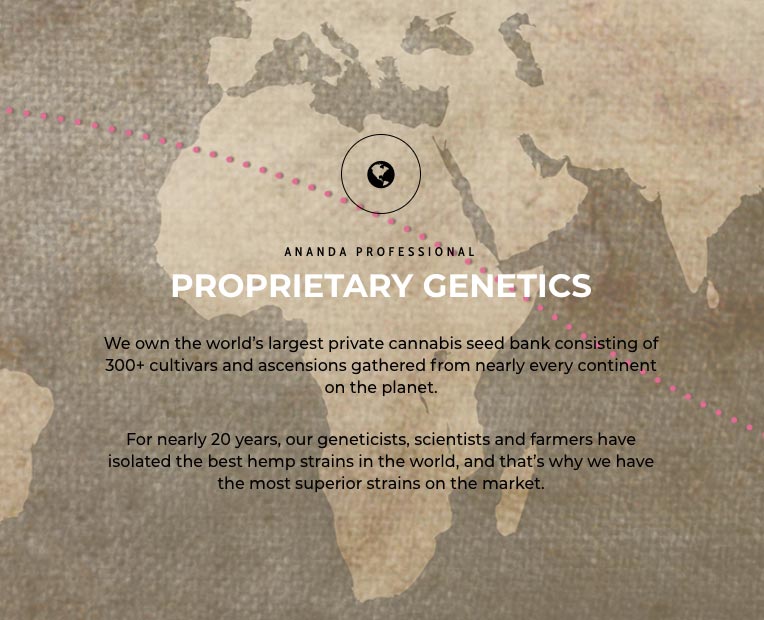 ANANDA PROFESSIONAL
PROPRIETARY GENETICS
We own the world's largest private cannabis seed bank consisting of
300+ cultivars and ascensions gathered from nearly every continent
on the planet.
For nearly 20 years, our geneticists, scientists and farmers have
isolated the best hemp strains in the world, and that's why we have
the most superior strains on the market.